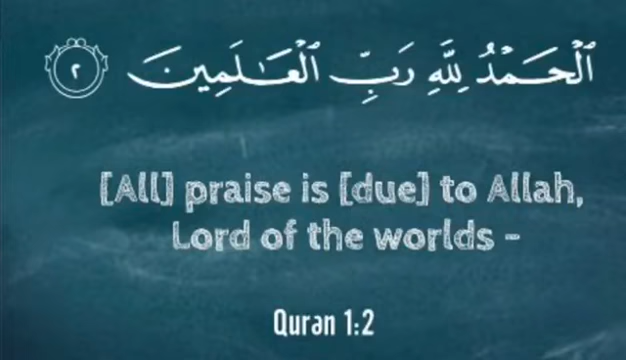 ٱلْحَمْدُ لِلَّهِ رَبِّ ٱلْعَـٰلَمِينَ ٢
[All] praise is [due] to Allah,
Lord of the worlds -
Quran 1:2